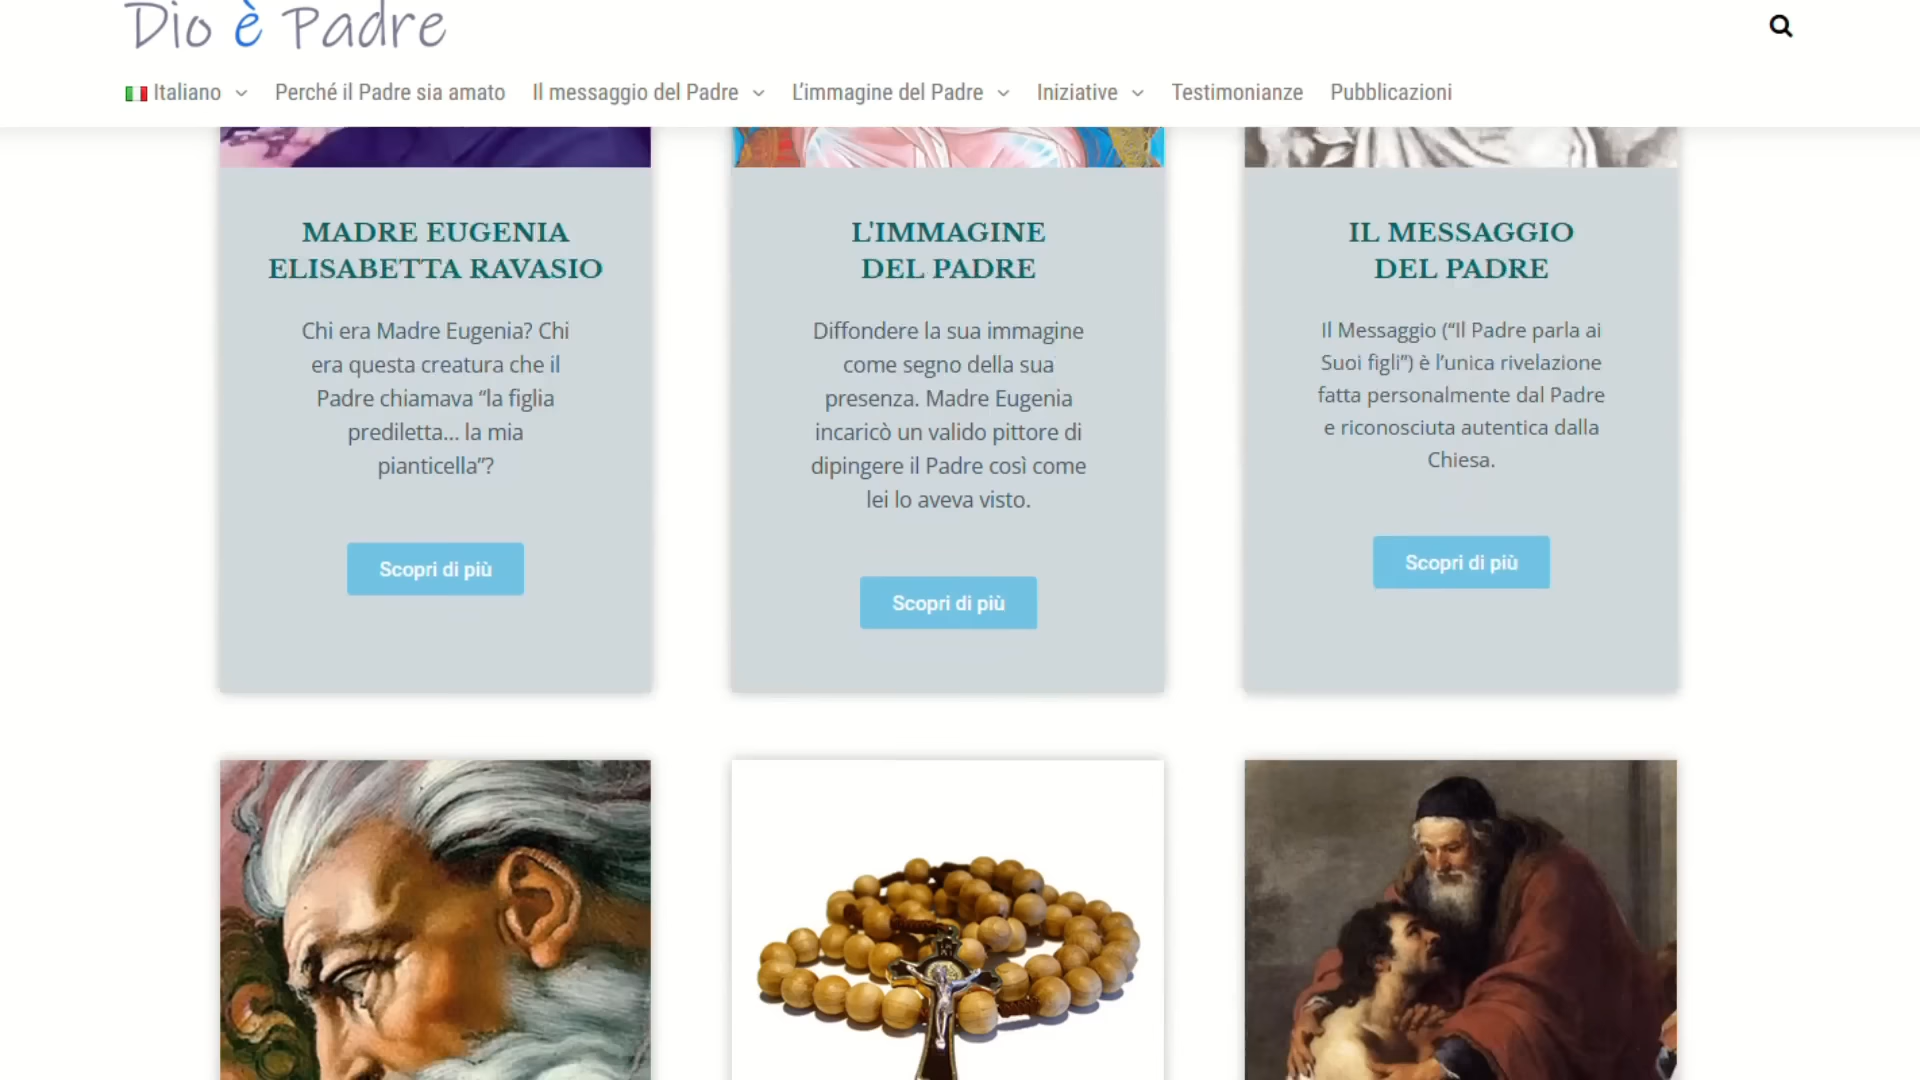 Dio è Padre
Italiano
Perché il Padre sia amato
Il messaggio del Padre
L'immagine del Padre
Iniziative
Testimonianze
Pubblicazioni
MADRE EUGENIA
ELISABETTA RAVASIO
Chi era Madre Eugenia? Chi
era questa creatura che il
Padre chiamava “la figlia
prediletta... la mia
pianticella”?
Scopri di più
L'IMMAGINE
DEL PADRE
Diffondere la sua immagine
come segno della sua
presenza. Madre Eugenia
incaricò un valido pittore di
dipingere il Padre così come
lei lo aveva visto.
Scopri di più
IL MESSAGGIO
DEL PADRE
Il Messaggio (“Il Padre parla ai
Suoi figli”) è l’unica rivelazione
fatta personalmente dal Padre
e riconosciuta autentica dalla
Chiesa.
Scopri di più